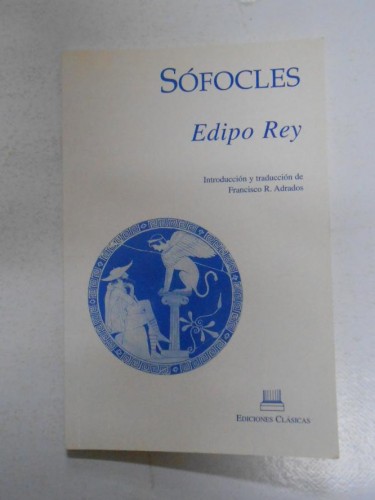 SÓFOCLES
Edipo Rey
Introducción y traducción de
Francisco R. Adrados
EDICIONES CLÁSICAS